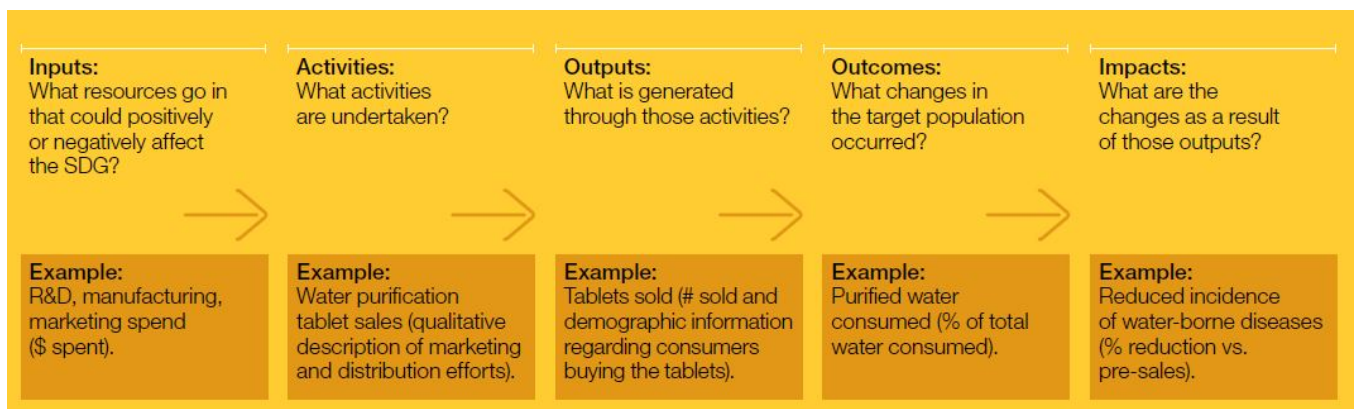 Inputs:
What resources go in
that could positively
or negatively affect
the SDG?
Activities:
What activities
are undertaken?
Outputs:
What is generated
through those activities?
Outcomes:
What changes in
the target population
occurred?
Impacts:
What are the
changes as a result
of those outputs?
Example:
R&D, manufacturing,
marketing spend
($ spent).
Example:
Water purification
tablet sales (qualitative
description of marketing
and distribution efforts).
Example:
Tablets sold (# sold and
demographic information
regarding consumers
buying the tablets).
Example:
Purified water
consumed (% of total
water consumed).
Example:
Reduced incidence
of water-borne diseases
(% reduction vs.
pre-sales).